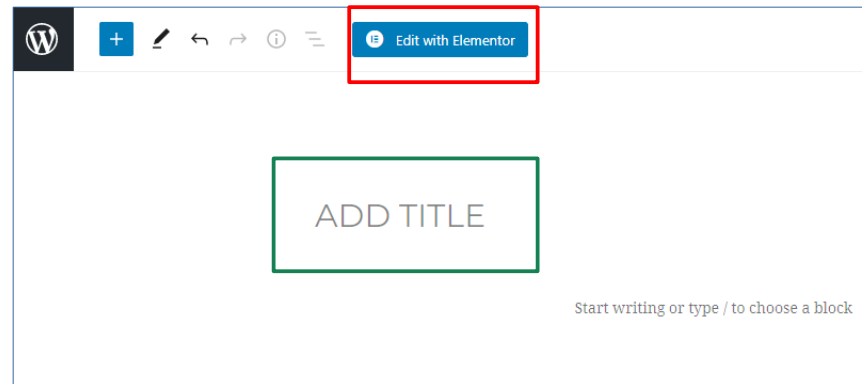 Edit with Elementor
ADD TITLE
Start writing or type / to choose a block